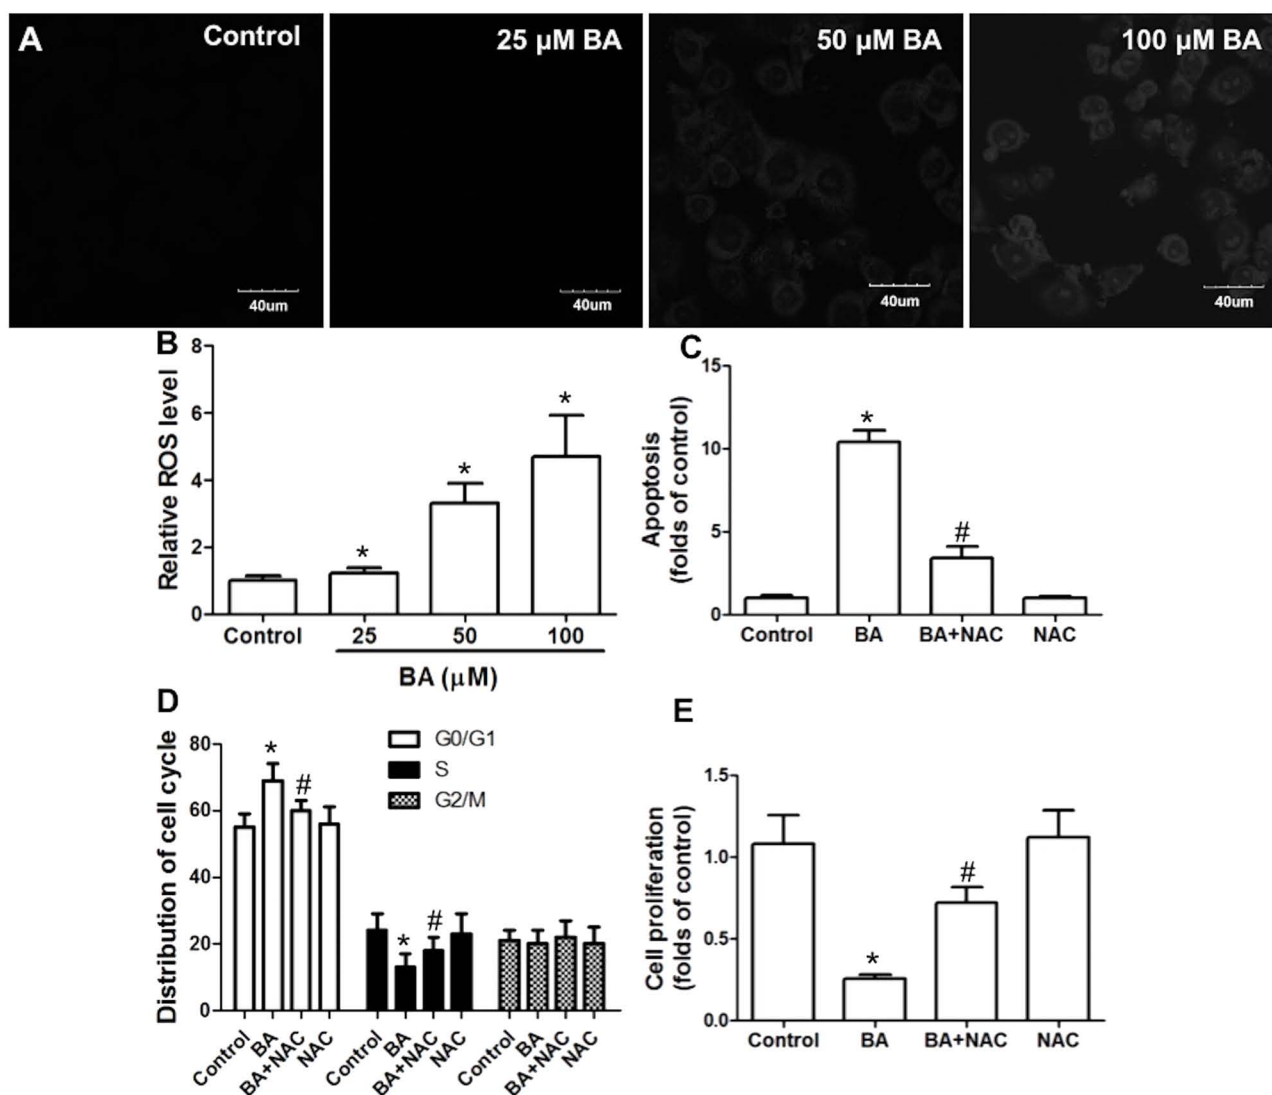 A
Control
25 μM BA
50 μM BA
100 μM BA
40um
40um
40um
40um
B
Relative ROS level
8
6
4
2
0
*
*
*
Control
25
50
100
BA (μM)
C
Apoptosis
(folds of control)
15
10
5
0
*
#
Control
BA
BA+NAC
NAC
D
Distribution of cell cycle
80
60
40
20
0
G0/G1
S
G2/M
*
#
*
#
Control
BA
BA+NAC
NAC
Control
BA
BA+NAC
NAC
Control
BA
BA+NAC
NAC
E
Cell proliferation
(folds of control)
1.5
1.0
0.5
0.0
*
#
Control
BA
BA+NAC
NAC